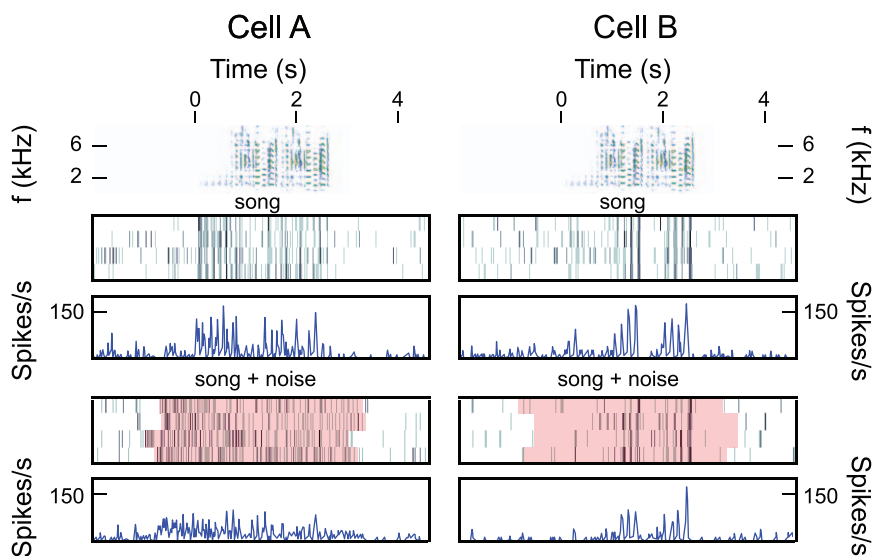 Cell A
Cell B
Time (s)
Time (s)
0 2 4
0 2 4
f (kHz)
6
2
6
2
f (kHz)
song
song
Spikes/s
150
150
Spikes/s
song + noise
song + noise
Spikes/s
150
150
Spikes/s